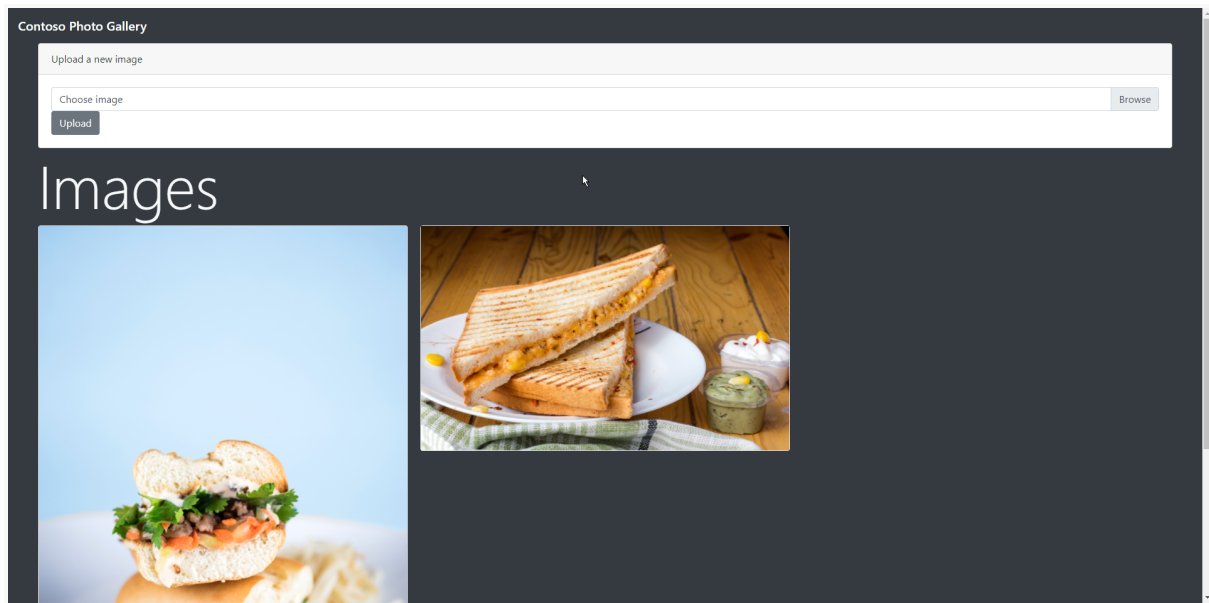 Contoso Photo Gallery
Upload a new image
Choose image
Browse
Upload
Images